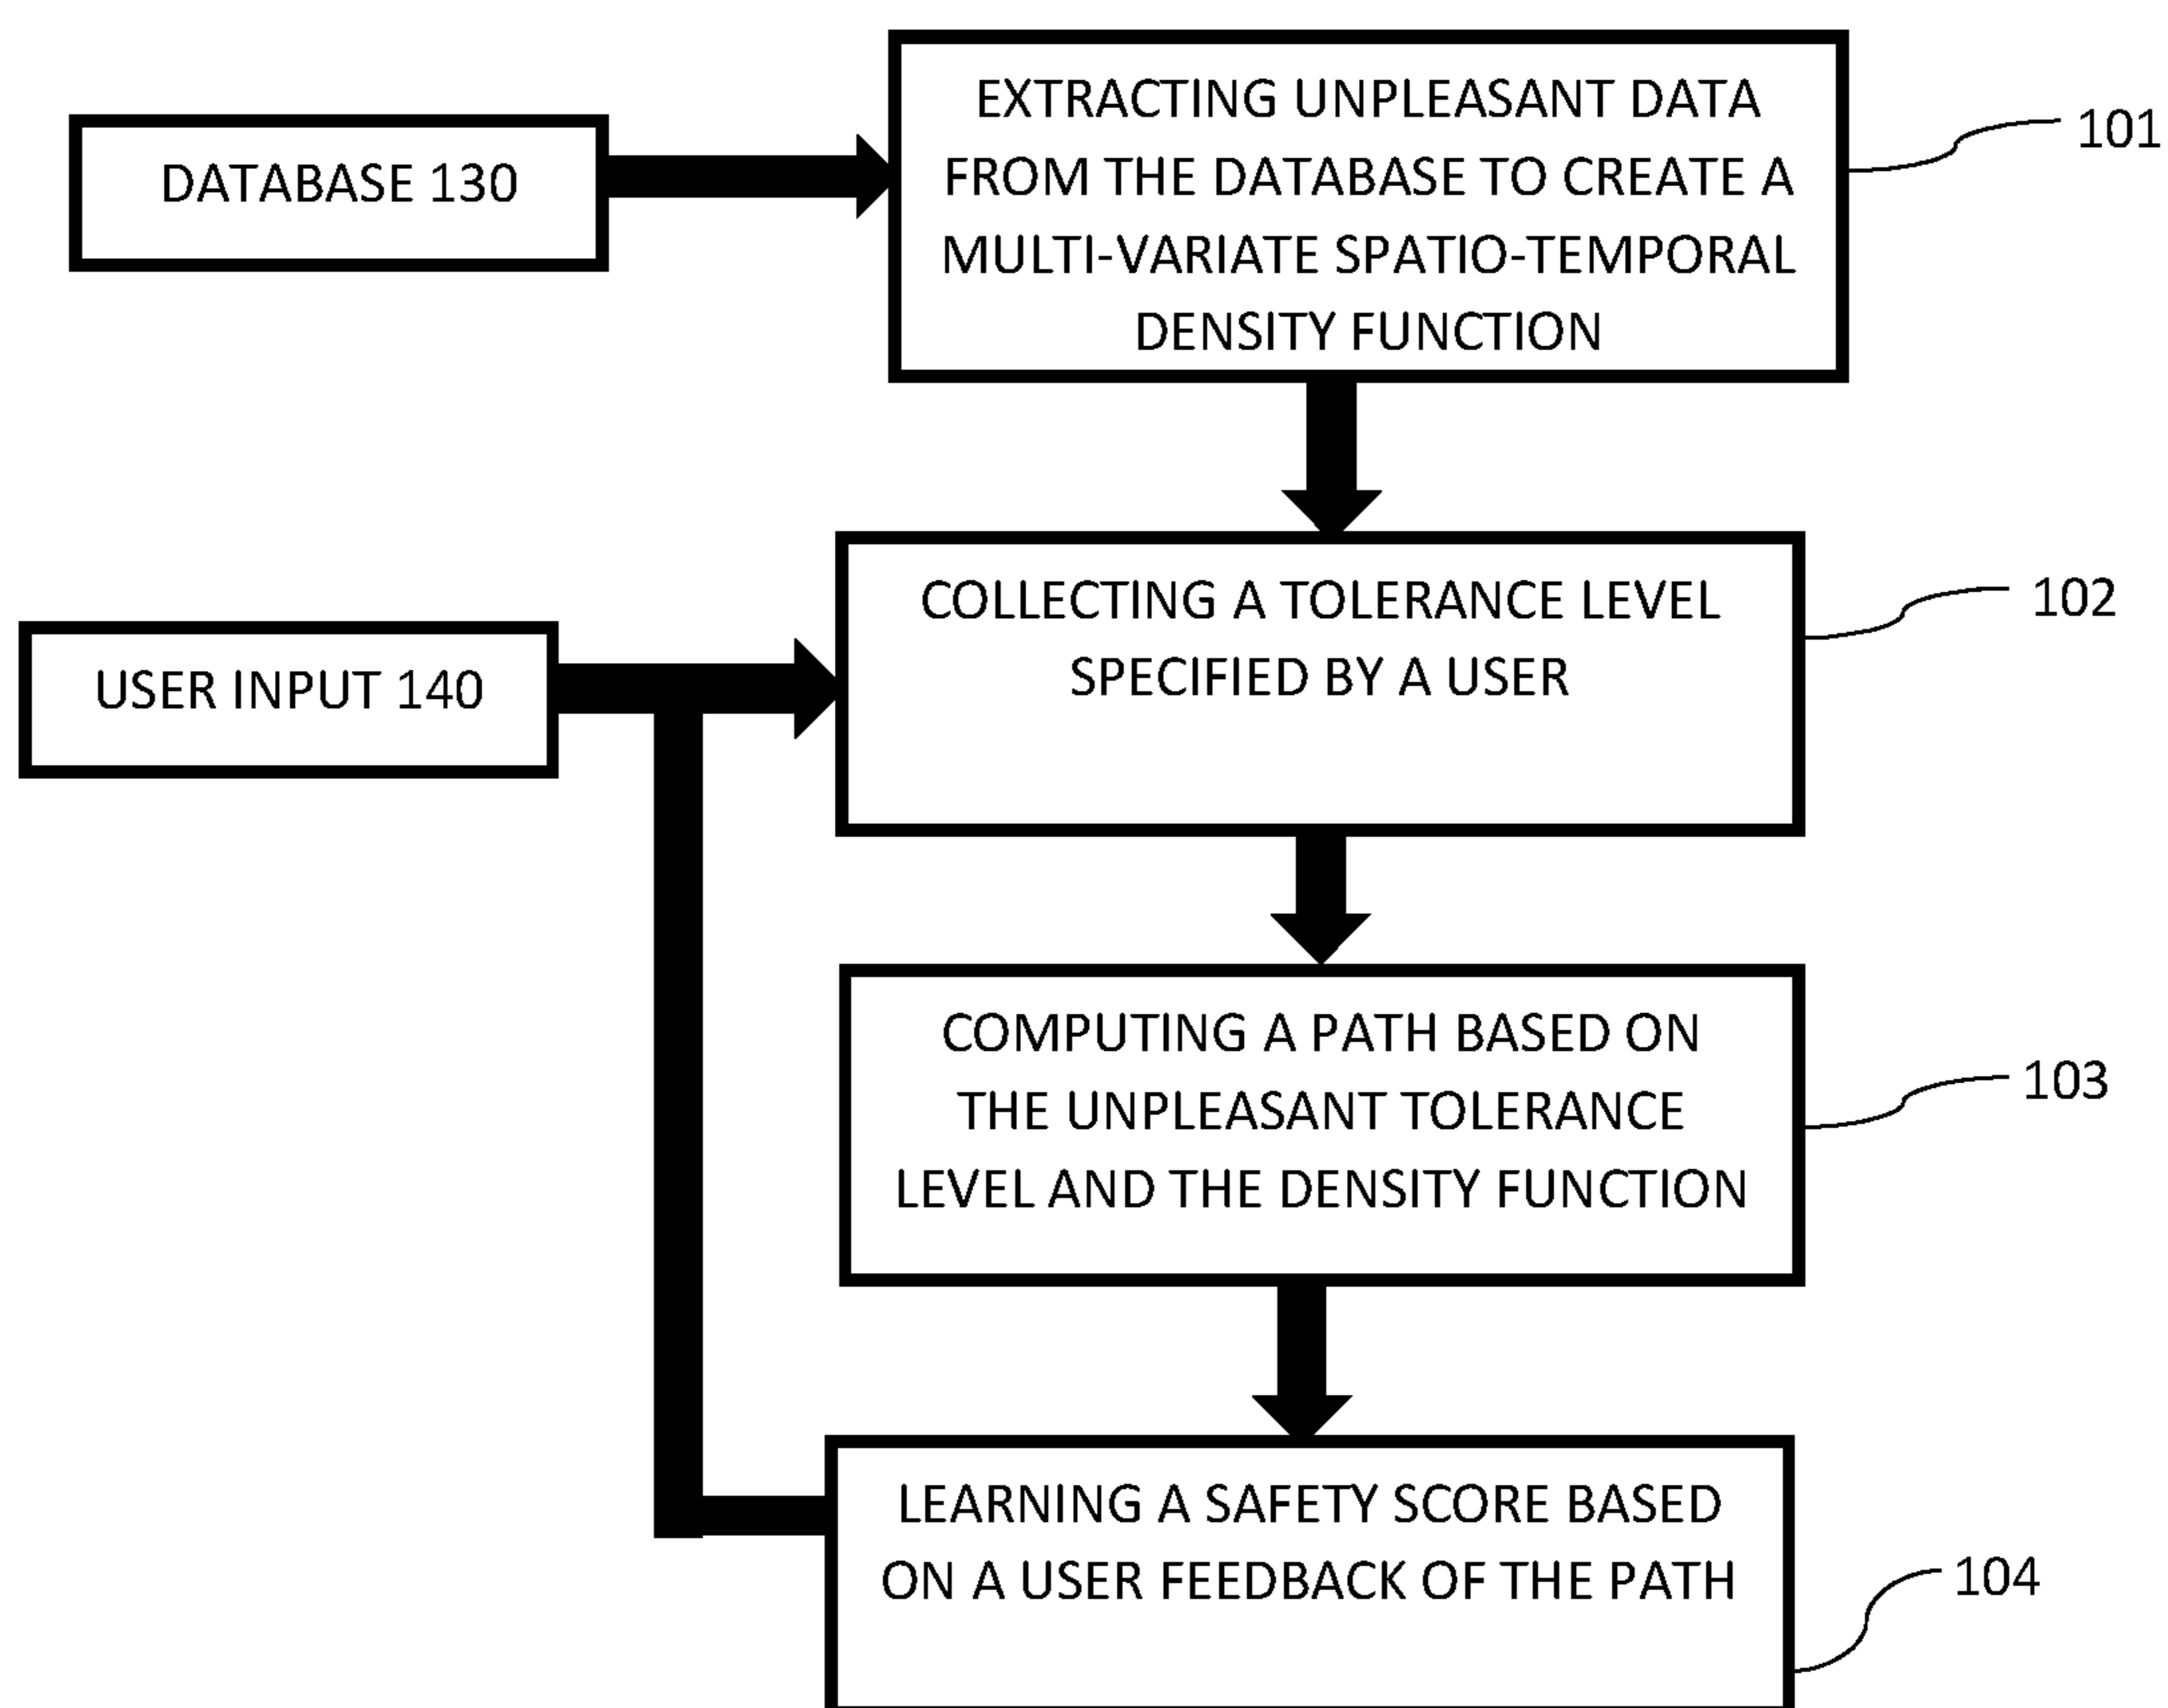 EXTRACTING UNPLEASANT DATA
FROM THE DATABASE TO CREATE A
MULTI-VARIATE SPATIO-TEMPORAL
DENSITY FUNCTION
101
DATABASE 130
COLLECTING A TOLERANCE LEVEL
SPECIFIED BY A USER
102
USER INPUT 140
COMPUTING A PATH BASED ON
THE UNPLEASANT TOLERANCE
LEVEL AND THE DENSITY FUNCTION
103
LEARNING A SAFETY SCORE BASED
ON A USER FEEDBACK OF THE PATH
104